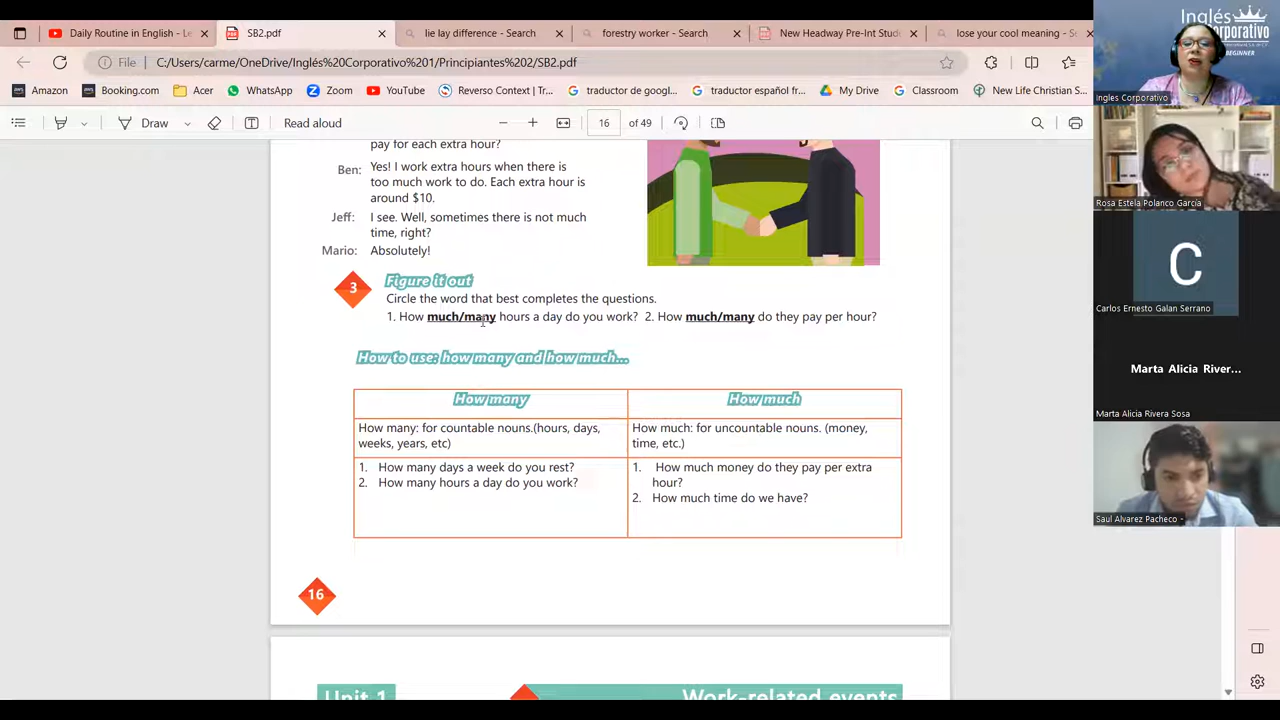 Daily Routine in English - Le
SB2.pdf
lie lay difference - Search
forestry worker - Search
New Headway Pre-Int Stude
lose your cool meaning - Se
File
C:/Users/carme/OneDrive/Inglés%20Corporativo%201/Principiantes%202/SB2.pdf
Amazon
Booking.com
Acer
WhatsApp
YouTube
Zoom
Reverso Context | Tr...
traductor de googl...
traductor español fr...
My Drive
Classroom
New Life Christian S...
Draw
Read aloud
16
of 49
pay for each extra hour?
Ben: Yes! I work extra hours when there is
too much work to do. Each extra hour is
around $10.
Jeff: I see. Well, sometimes there is not much
time, right?
Mario: Absolutely!
3
Figure it out
Circle the word that best completes the questions.
1. How much/many hours a day do you work? 2. How much/many do they pay per hour?
How to use: how many and how much...
How many
How much
How many: for countable nouns.(hours, days,
weeks, years, etc)
How much: for uncountable nouns. (money,
time, etc.)
1. How many days a week do you rest?
2. How many hours a day do you work?
1. How much money do they pay per extra
hour?
2. How much time do we have?
16
Unit 1
Work-related events
Inglés
Corporativo
BEGINNER
Ingles Corporativo
Rosa Estela Polanco García
C
Carlos Ernesto Galan Serrano
Marta Alicia River...
Marta Alicia Rivera Sosa
Saul Alvarez Pacheco -